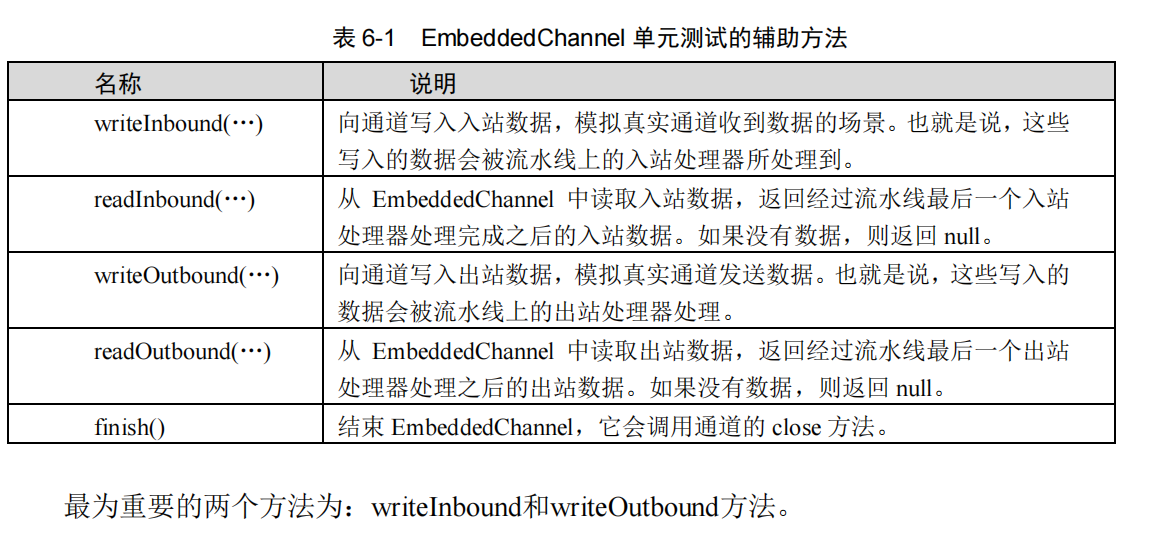 表 6-1 EmbeddedChannel 单元测试的辅助方法
名称 说明
writeInbound(…) 向通道写入入站数据，模拟真实通道收到数据的场景。也就是说，这些
写入的数据会被流水线上的入站处理器所处理到。
readInbound(…) 从 EmbeddedChannel 中读取入站数据，返回经过流水线最后一个入站
处理器处理完成之后的入站数据。如果没有数据，则返回 null。
writeOutbound(…) 向通道写入出站数据，模拟真实通道发送数据。也就是说，这些写入的
数据会被流水线上的出站处理器处理。
readOutbound(…) 从 EmbeddedChannel 中读取出站数据，返回经过流水线最后一个出站
处理器处理之后的出站数据。如果没有数据，则返回 null。
finish() 结束 EmbeddedChannel，它会调用通道的 close 方法。
最为重要的两个方法为：writeInbound和writeOutbound方法。